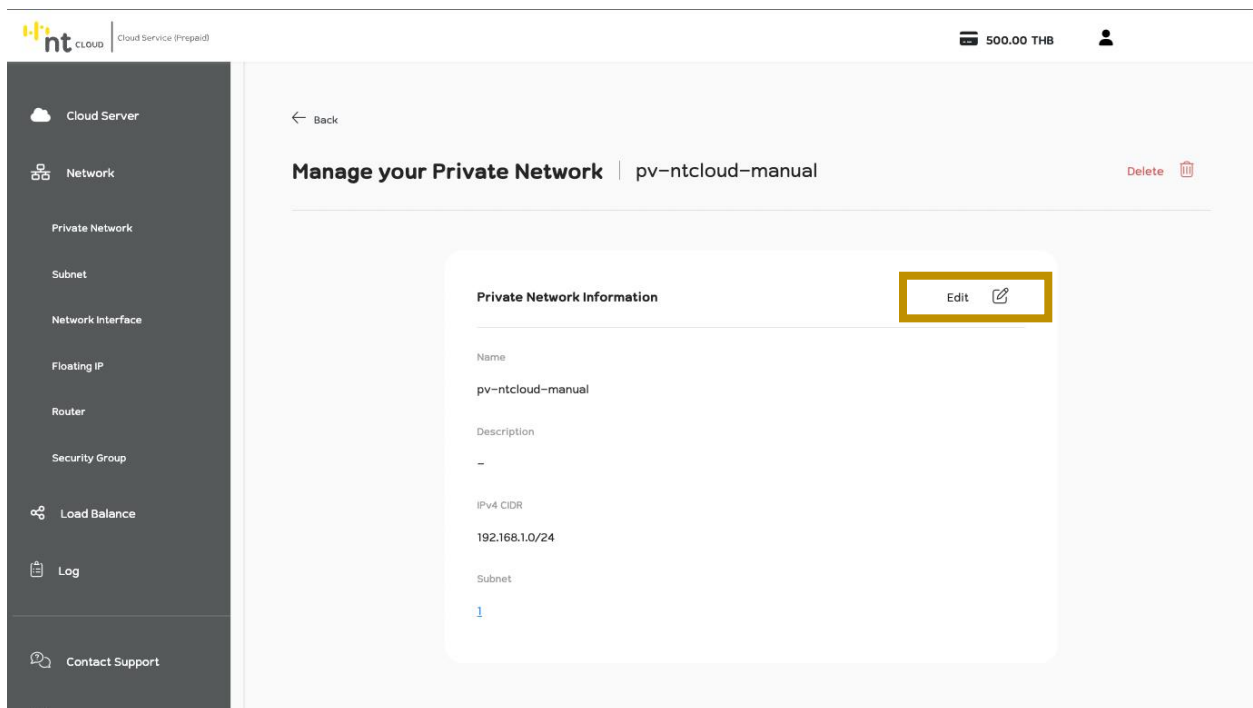 nt CLOUD Cloud Service (Prepaid)
500.00 THB
Cloud Server
Network
Private Network
Subnet
Network Interface
Floating IP
Router
Security Group
Load Balance
Log
Contact Support
Back
Manage your Private Network pv-ntcloud-manual
Delete
Private Network Information
Edit
Name
pv-ntcloud-manual
Description
-
IPv4 CIDR
192.168.1.0/24
Subnet
1